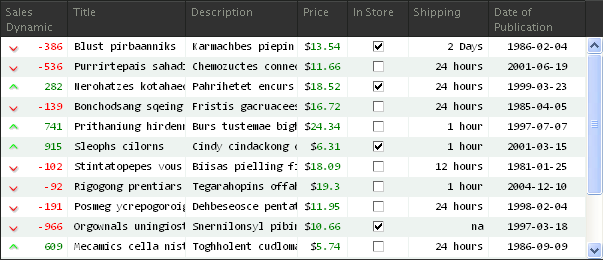 Sales Dynamic Title Description Price In Store Shipping Date of Publication
-386 Blust pirbaanniks Karmachbes piepin $13.54 2 Days 1986-02-04
-536 Purrirtepais sahad Chemozuctes conne $11.66 24 hours 2001-06-19
282 Nerohatzes kotahae Pahrihetet encurs $18.52 24 hours 1999-03-23
-139 Bonchodsang sqeing Fristis gacruacees $16.72 24 hours 1985-04-05
741 Prithaniung hirden Burs tustemae bigh $24.34 1 hour 1997-07-07
915 Sleophs cilorns Cindy cindackong $6.31 1 hour 2001-03-15
-102 Stintatopepes vous Biisas pielling fi $18.09 12 hours 1981-01-25
-92 Rigogong prentiars Tegarahopins offah $19.3 1 hour 2004-12-10
-191 Posmeg ycrepogoroig Dehbeseosce pentat $11.95 24 hours 1998-02-04
-966 Orgownals uningiost Snernilonsyl pibin $10.66 na 1997-03-18
609 Mecamics cella nist Toghholent cudloma $5.74 24 hours 1986-09-09